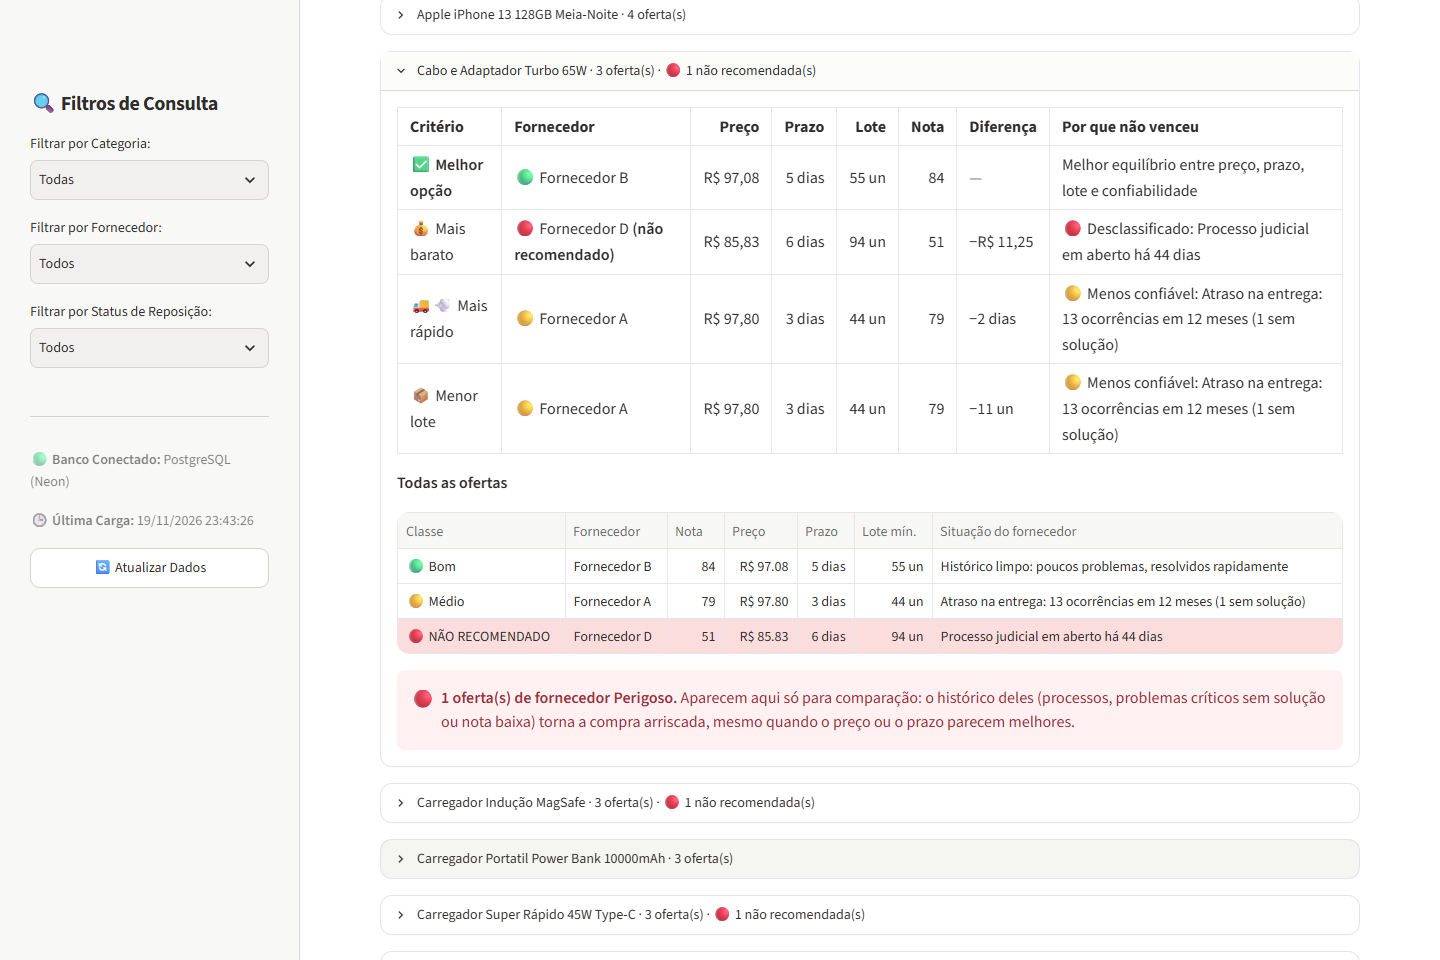 Apple iPhone 13 128GB Meia-Noite · 4 oferta(s)
Cabo e Adaptador Turbo 65W · 3 oferta(s) · 🔴 1 não recomendada(s)
🔍 Filtros de Consulta
Filtrar por Categoria:
Todas
Filtrar por Fornecedor:
Todos
Filtrar por Status de Reposição:
Todos
🟢 Banco Conectado: PostgreSQL
(Neon)
🕒 Última Carga: 19/11/2026 23:43:26
🔄 Atualizar Dados
Critério Fornecedor Preço Prazo Lote Nota Diferença Por que não venceu
✅ Melhor
opção
🟢 Fornecedor B R$ 97,08 5 dias 55 un 84 —
Melhor equilíbrio entre preço, prazo,
lote e confiabilidade
💰 Mais
barato
🔴 Fornecedor D (não
recomendado)
R$ 85,83 6 dias 94 un 51 −R$ 11,25
🔴 Desclassificado: Processo judicial
em aberto há 44 dias
🚚💨 Mais
rápido
🟡 Fornecedor A R$ 97,80 3 dias 44 un 79 −2 dias
🟡 Menos confiável: Atraso na entrega:
13 ocorrências em 12 meses (1 sem
solução)
📦 Menor
lote
🟡 Fornecedor A R$ 97,80 3 dias 44 un 79 −11 un
🟡 Menos confiável: Atraso na entrega:
13 ocorrências em 12 meses (1 sem
solução)
Todas as ofertas
Classe Fornecedor Nota Preço Prazo Lote mín. Situação do fornecedor
🟢 Bom Fornecedor B 84 R$ 97.08 5 dias 55 un Histórico limpo: poucos problemas, resolvidos rapidamente
🟡 Médio Fornecedor A 79 R$ 97.80 3 dias 44 un Atraso na entrega: 13 ocorrências em 12 meses (1 sem solução)
🔴 NÃO RECOMENDADO Fornecedor D 51 R$ 85.83 6 dias 94 un Processo judicial em aberto há 44 dias
🔴 1 oferta(s) de fornecedor Perigoso. Aparecem aqui só para comparação: o histórico deles (processos, problemas críticos sem solução
ou nota baixa) torna a compra arriscada, mesmo quando o preço ou o prazo parecem melhores.
Carregador Indução MagSafe · 3 oferta(s) · 🔴 1 não recomendada(s)
Carregador Portatil Power Bank 10000mAh · 3 oferta(s)
Carregador Super Rápido 45W Type-C · 3 oferta(s) · 🔴 1 não recomendada(s)